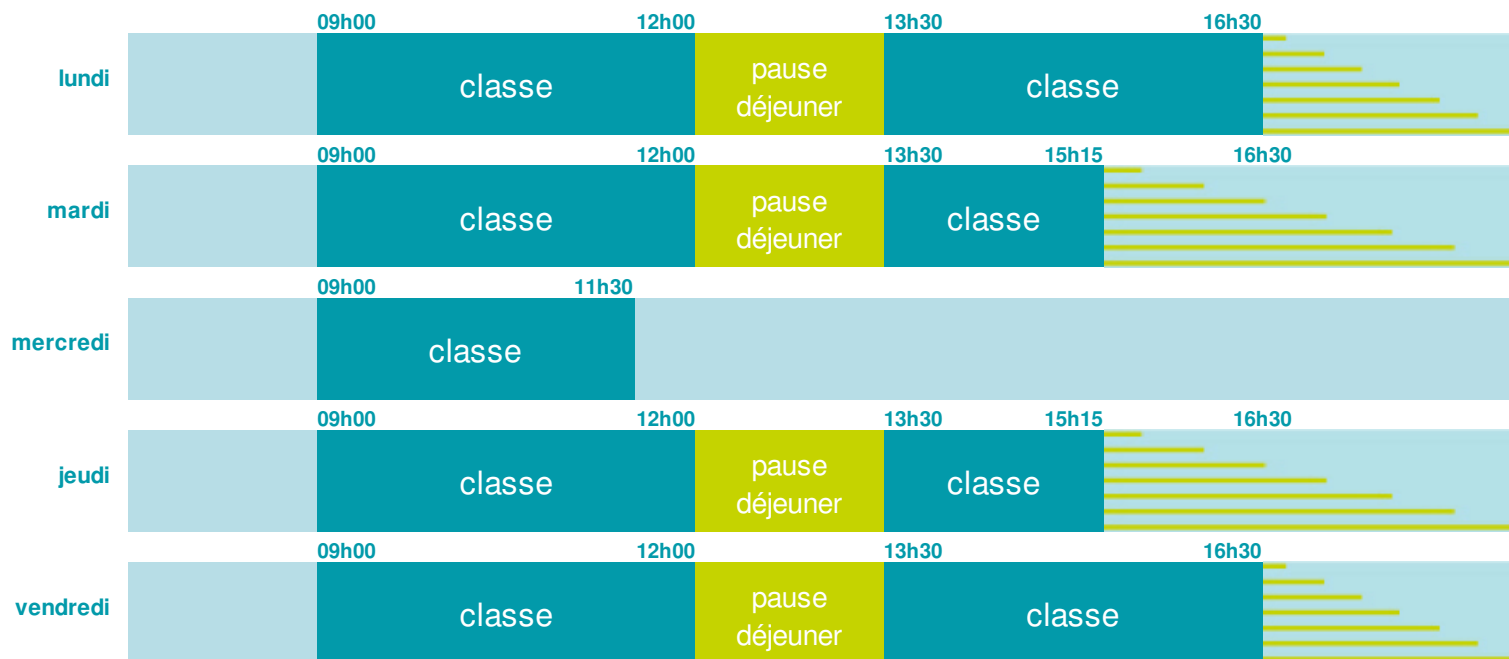 09h00 12h00 13h30 16h30
lundi classe pause déjeuner classe
09h00 12h00 13h30 15h15 16h30
mardi classe pause déjeuner classe
09h00 11h30
mercredi classe
09h00 12h00 13h30 15h15 16h30
jeudi classe pause déjeuner classe
09h00 12h00 13h30 16h30
vendredi classe pause déjeuner classe